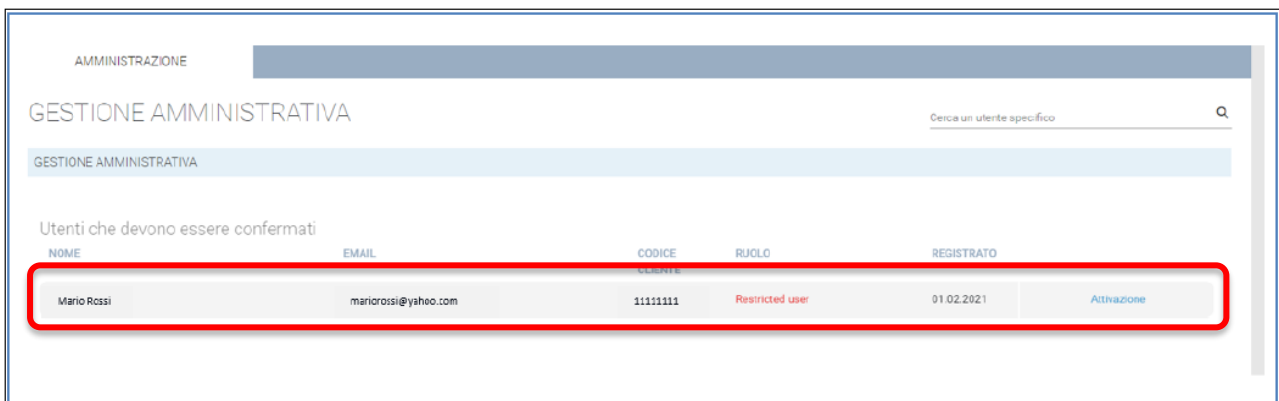 AMMINISTRAZIONE
GESTIONE AMMINISTRATIVA
Cerca un utente specifico
GESTIONE AMMINISTRATIVA
Utenti che devono essere confermati
NOME EMAIL CODICE CLIENTE RUOLO REGISTRATO
Mario Rossi mariorossi@yahoo.com 11111111 Restricted user 01.02.2021 Attivazione